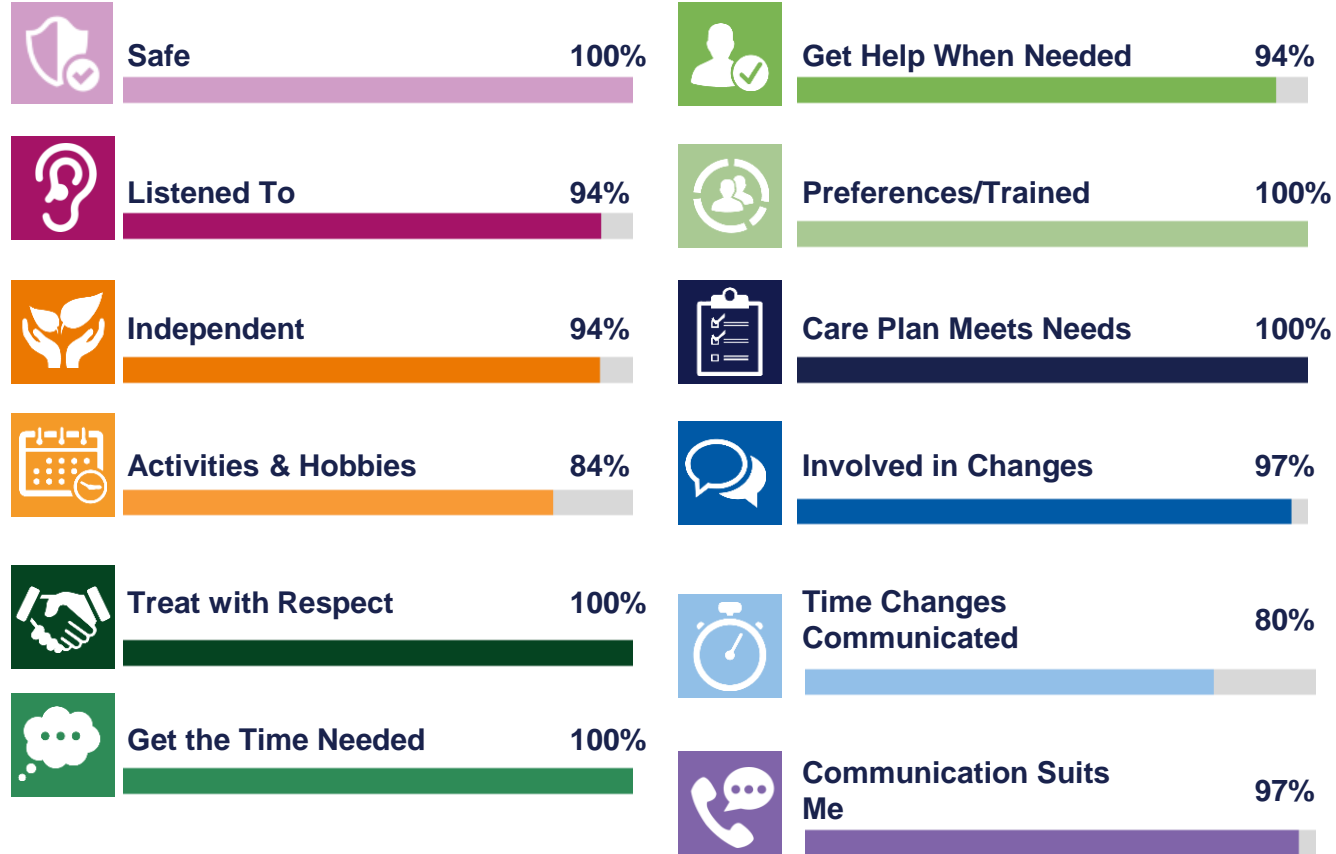 Safe 100%
Listened To 94%
Independent 94%
Activities & Hobbies 84%
Treat with Respect 100%
Get the Time Needed 100%
Get Help When Needed 94%
Preferences/Trained 100%
Care Plan Meets Needs 100%
Involved in Changes 97%
Time Changes
Communicated 80%
Communication Suits
Me 97%